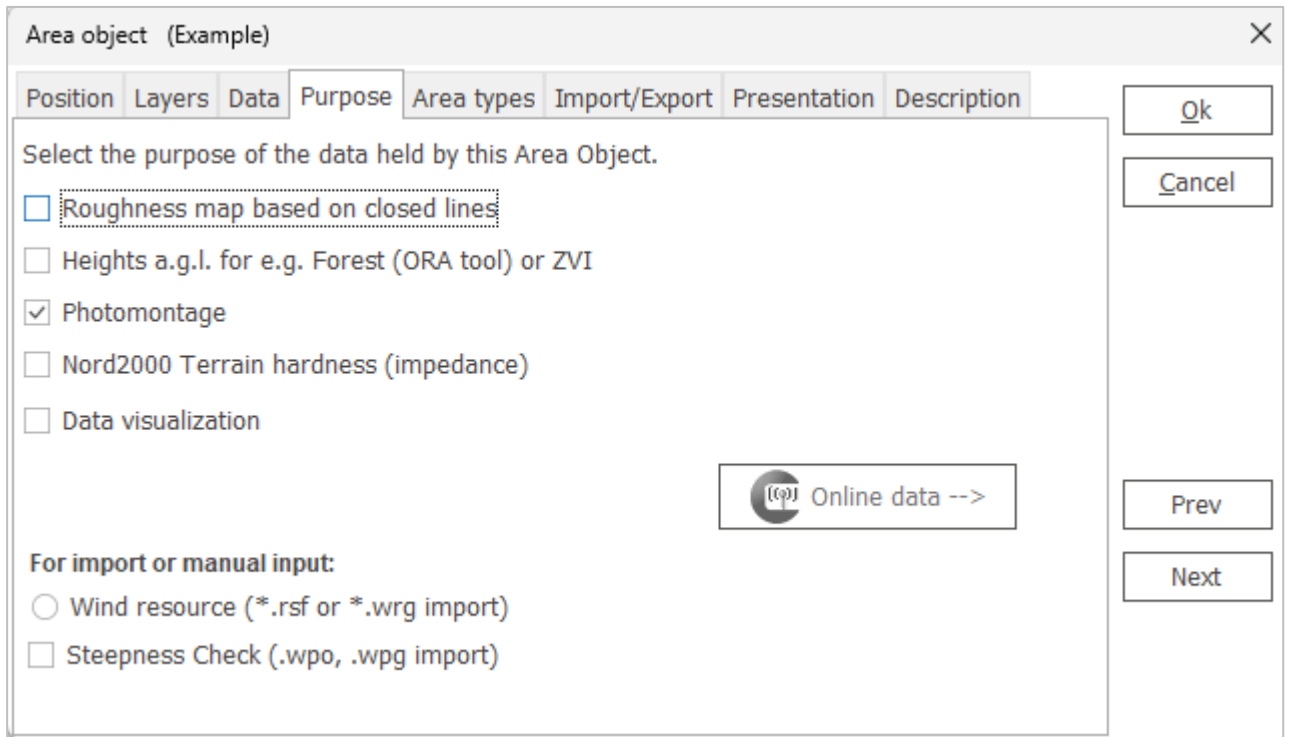 Area object (Example)
Position Layers Data Purpose Area types Import/Export Presentation Description
Ok
Select the purpose of the data held by this Area Object.
Cancel
Roughness map based on closed lines
Heights a.g.l. for e.g. Forest (ORA tool) or ZVI
Photomontage
Nord2000 Terrain hardness (impedance)
Data visualization
Online data -->
Prev
For import or manual input:
Next
Wind resource (*.rsf or *.wrg import)
Steepness Check (.wpo, .wpg import)